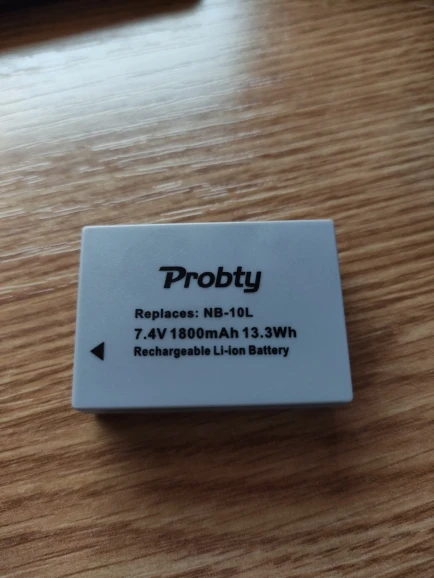 Probty
Replaces: NB-10L
7.4V 1800mAh 13.3Wh
Rechargeable Li-ion Battery